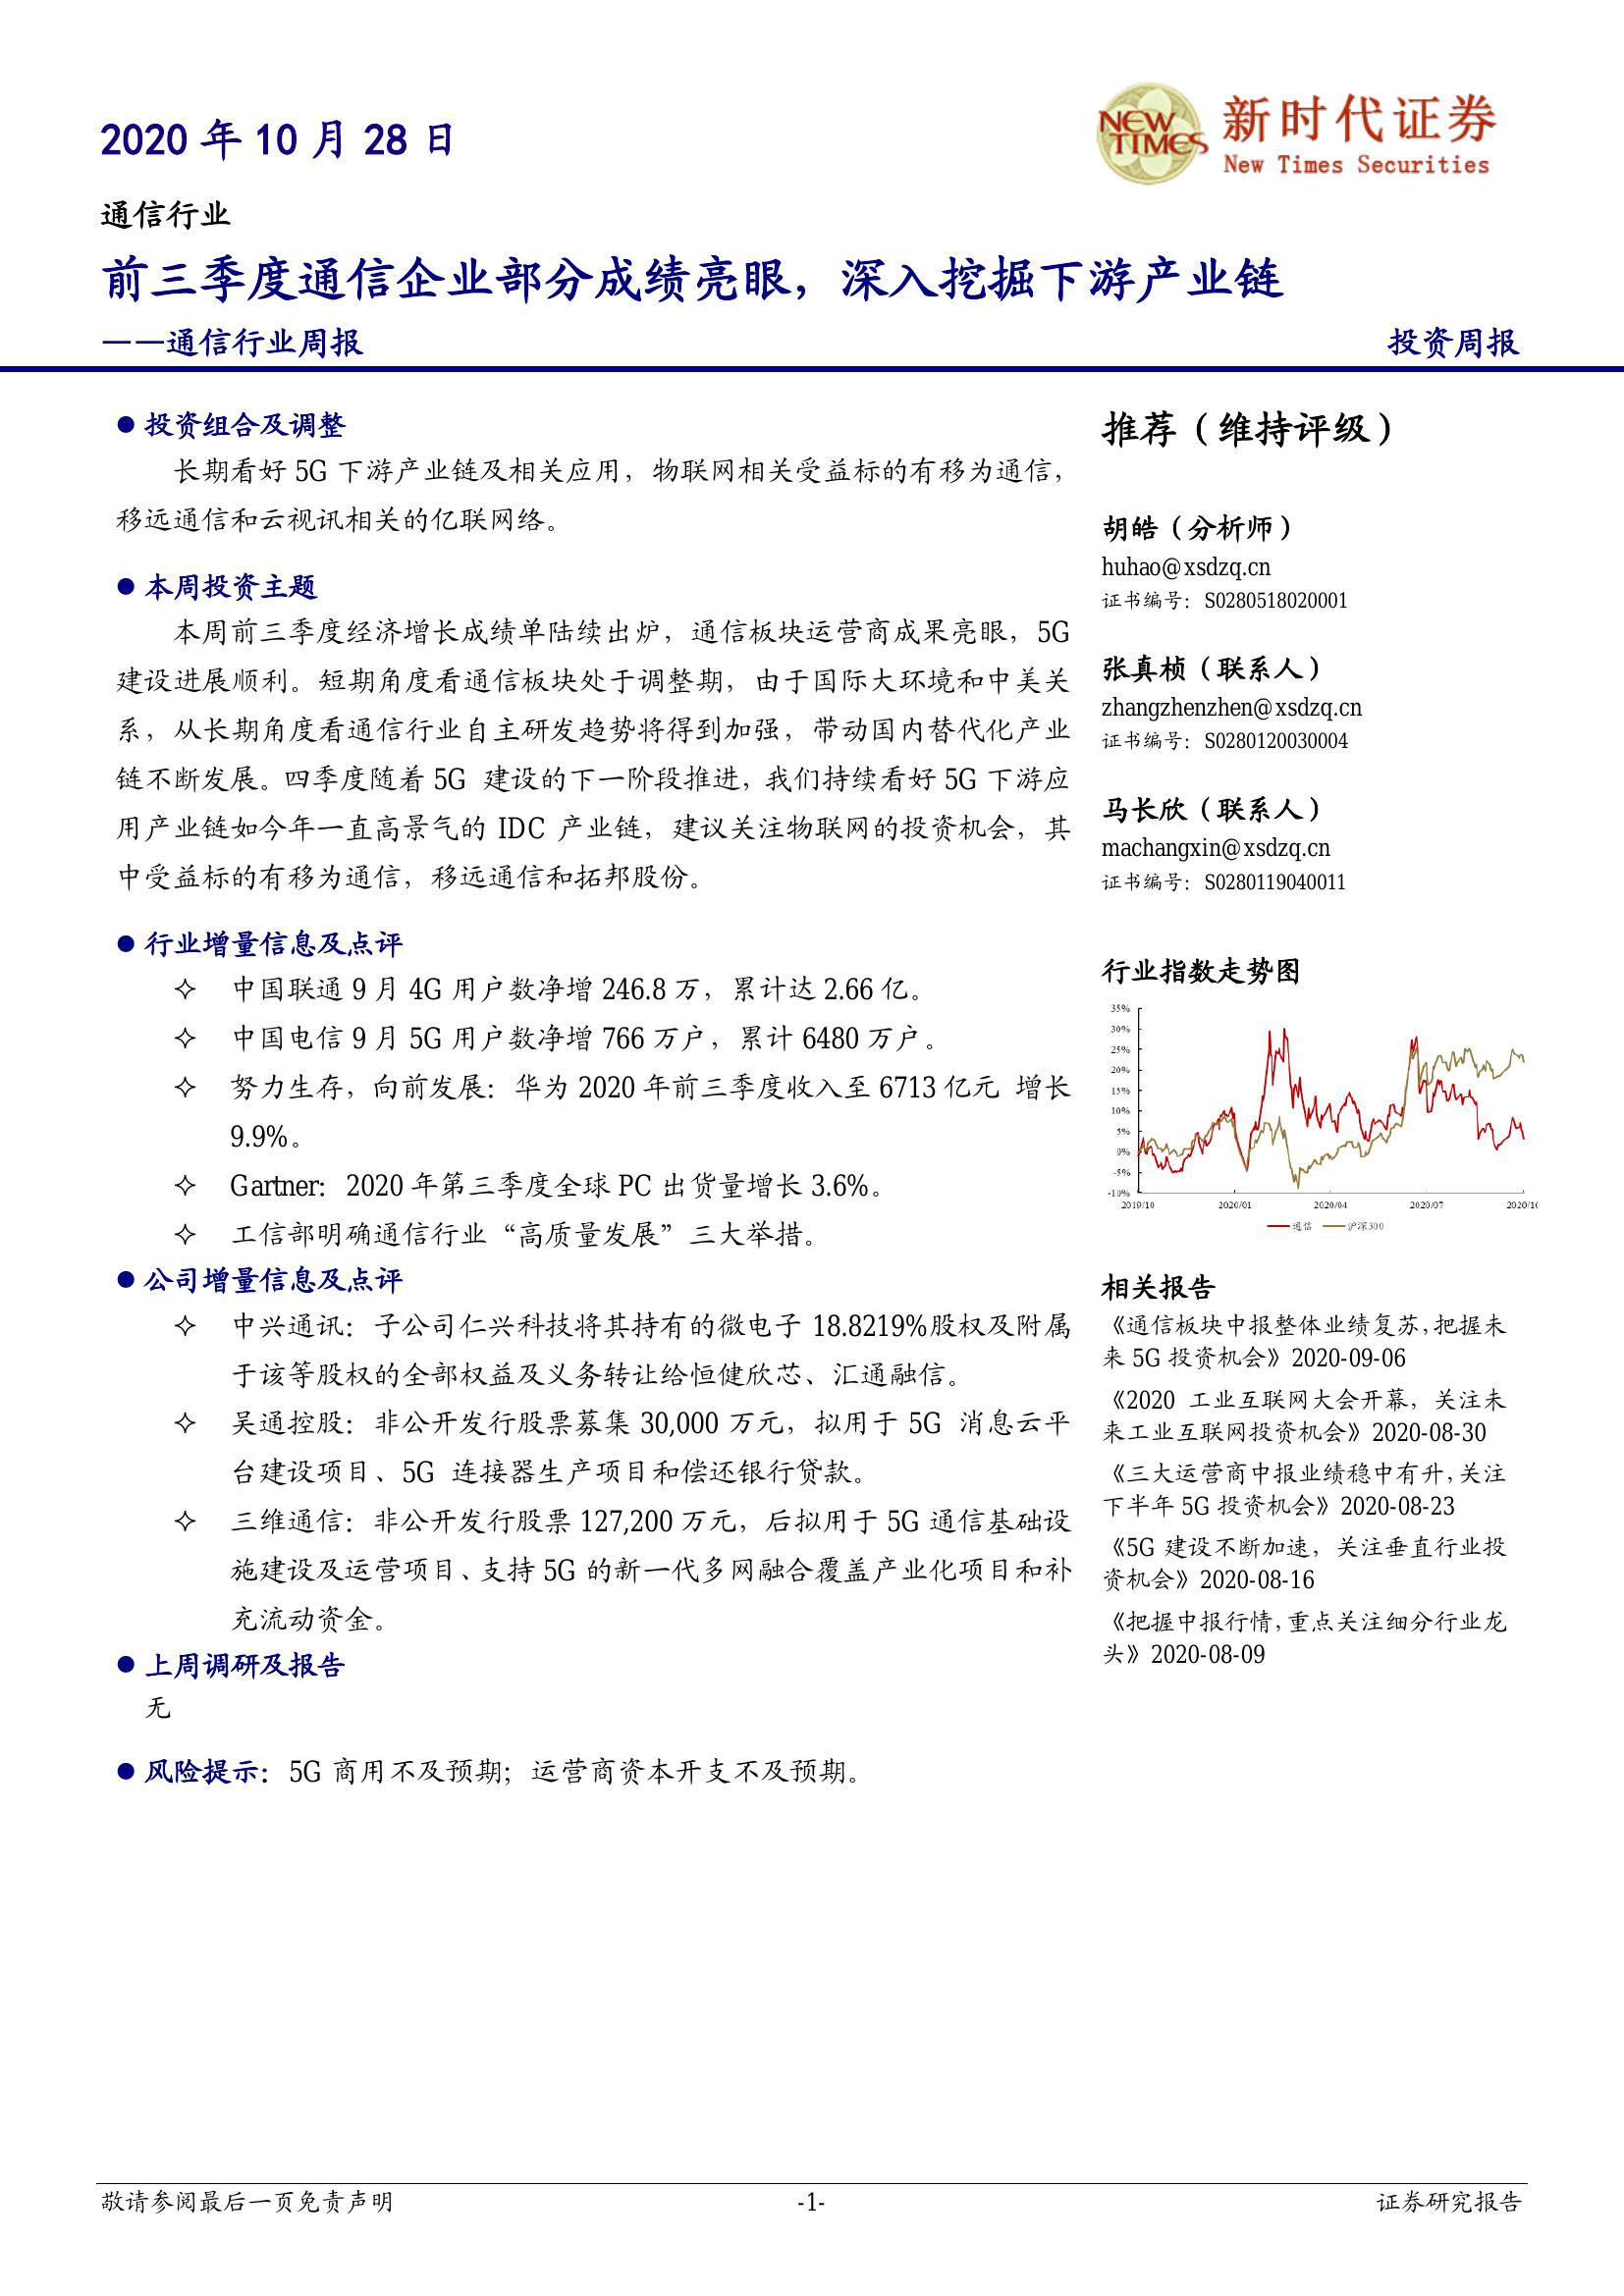 2020 年 10 月 28 日
NEW TIMES
新时代证券
New Times Securities
通信行业
前三季度通信企业部分成绩亮眼，深入挖掘下游产业链
——通信行业周报
投资周报
● 投资组合及调整
长期看好 5G 下游产业链及相关应用，物联网相关受益标的有移为通信，
移远通信和云视讯相关的亿联网络。
● 本周投资主题
本周前三季度经济增长成绩单陆续出炉，通信板块运营商成果亮眼，5G
建设进展顺利。短期角度看通信板块处于调整期，由于国际大环境和中美关
系，从长期角度看通信行业自主研发趋势将得到加强，带动国内替代化产业
链不断发展。四季度随着 5G 建设的下一阶段推进，我们持续看好 5G 下游应
用产业链如今年一直高景气的 IDC 产业链，建议关注物联网的投资机会，其
中受益标的有移为通信，移远通信和拓邦股份。
● 行业增量信息及点评
✧ 中国联通 9 月 4G 用户数净增 246.8 万，累计达 2.66 亿。
✧ 中国电信 9 月 5G 用户数净增 766 万户，累计 6480 万户。
✧ 努力生存，向前发展：华为 2020 年前三季度收入至 6713 亿元 增长
9.9%。
✧ Gartner：2020 年第三季度全球 PC 出货量增长 3.6%。
✧ 工信部明确通信行业“高质量发展”三大举措。
● 公司增量信息及点评
✧ 中兴通讯：子公司仁兴科技将其持有的微电子 18.8219%股权及附属
于该等股权的全部权益及义务转让给恒健欣芯、汇通融信。
✧ 吴通控股：非公开发行股票募集 30,000 万元，拟用于 5G 消息云平
台建设项目、5G 连接器生产项目和偿还银行贷款。
✧ 三维通信：非公开发行股票 127,200 万元，后拟用于 5G 通信基础设
施建设及运营项目、支持 5G 的新一代多网融合覆盖产业化项目和补
充流动资金。
● 上周调研及报告
无
● 风险提示：5G 商用不及预期；运营商资本开支不及预期。
推荐（维持评级）
胡皓（分析师）
huhao@xsdzq.cn
证书编号：S0280518020001
张真桢（联系人）
zhangzhenzhen@xsdzq.cn
证书编号：S0280120030004
马长欣（联系人）
machangxin@xsdzq.cn
证书编号：S0280119040011
行业指数走势图
35%
30%
25%
20%
15%
10%
5%
0%
-5%
-10%
2019/10 2020/01 2020/04 2020/07 2020/10
通信 沪深300
相关报告
《通信板块中报整体业绩复苏，把握未
来 5G 投资机会》2020-09-06
《2020 工业互联网大会开幕，关注未
来工业互联网投资机会》2020-08-30
《三大运营商中报业绩稳中有升，关注
下半年 5G 投资机会》2020-08-23
《5G 建设不断加速，关注垂直行业投
资机会》2020-08-16
《把握中报行情，重点关注细分行业龙
头》2020-08-09
敬请参阅最后一页免责声明
-1-
证券研究报告